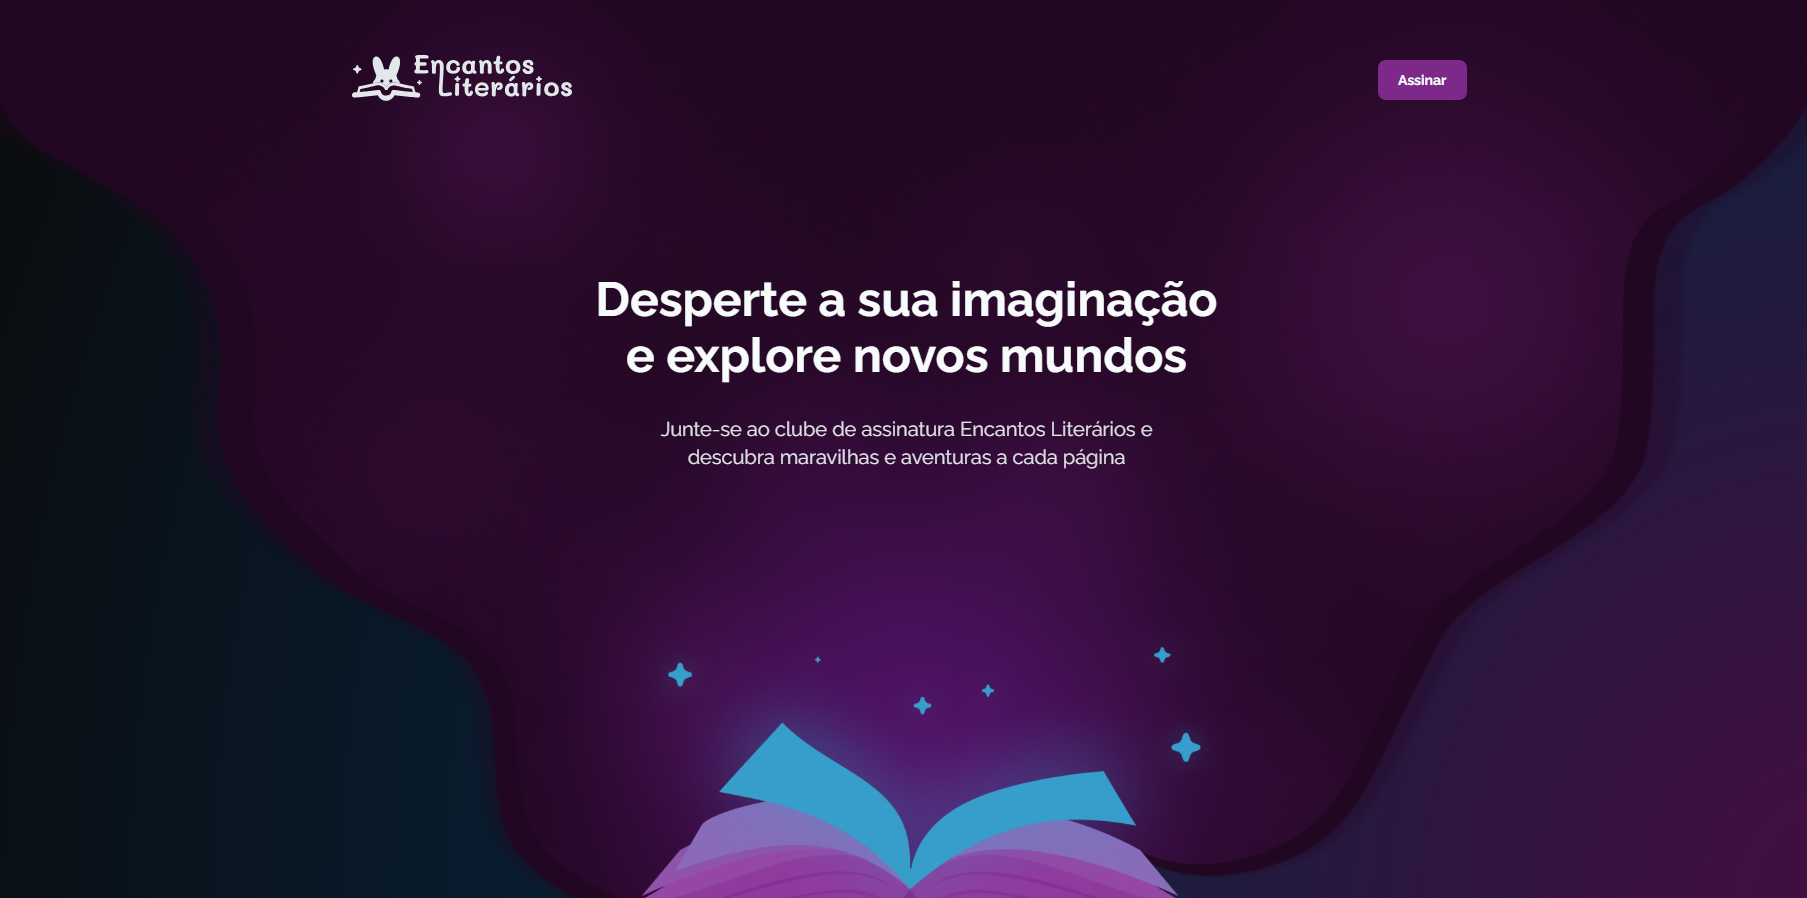 Encantos
Literários
Assinar
Desperte a sua imaginação
e explore novos mundos
Junte-se ao clube de assinatura Encantos Literários e
descubra maravilhas e aventuras a cada página